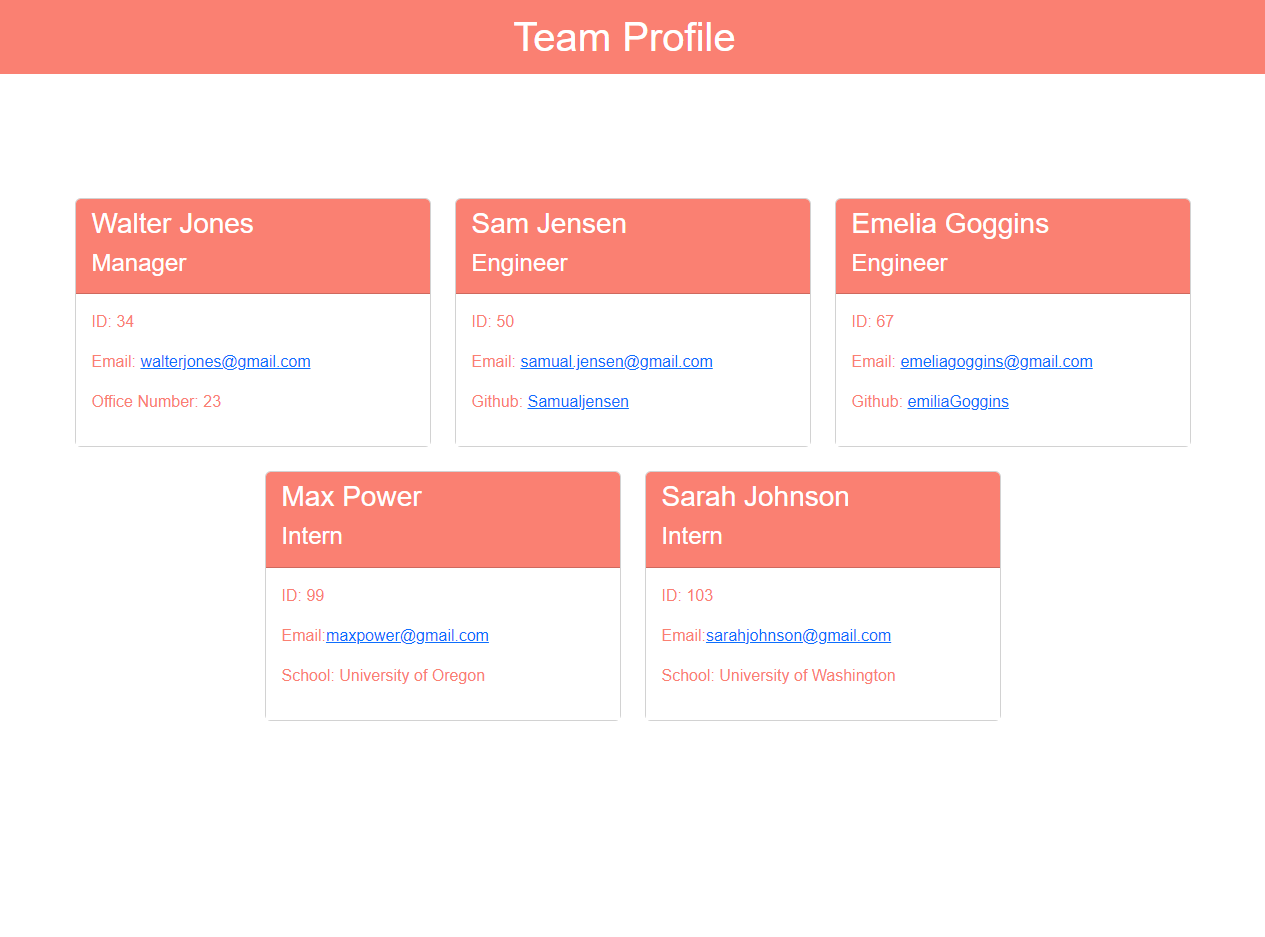 Team Profile
Walter Jones
Manager
ID: 34
Email: walterjones@gmail.com
Office Number: 23
Sam Jensen
Engineer
ID: 50
Email: samual.jensen@gmail.com
Github: Samualjensen
Emelia Goggins
Engineer
ID: 67
Email: emeliagoggins@gmail.com
Github: emiliaGoggins
Max Power
Intern
ID: 99
Email:maxpower@gmail.com
School: University of Oregon
Sarah Johnson
Intern
ID: 103
Email:sarahjohnson@gmail.com
School: University of Washington